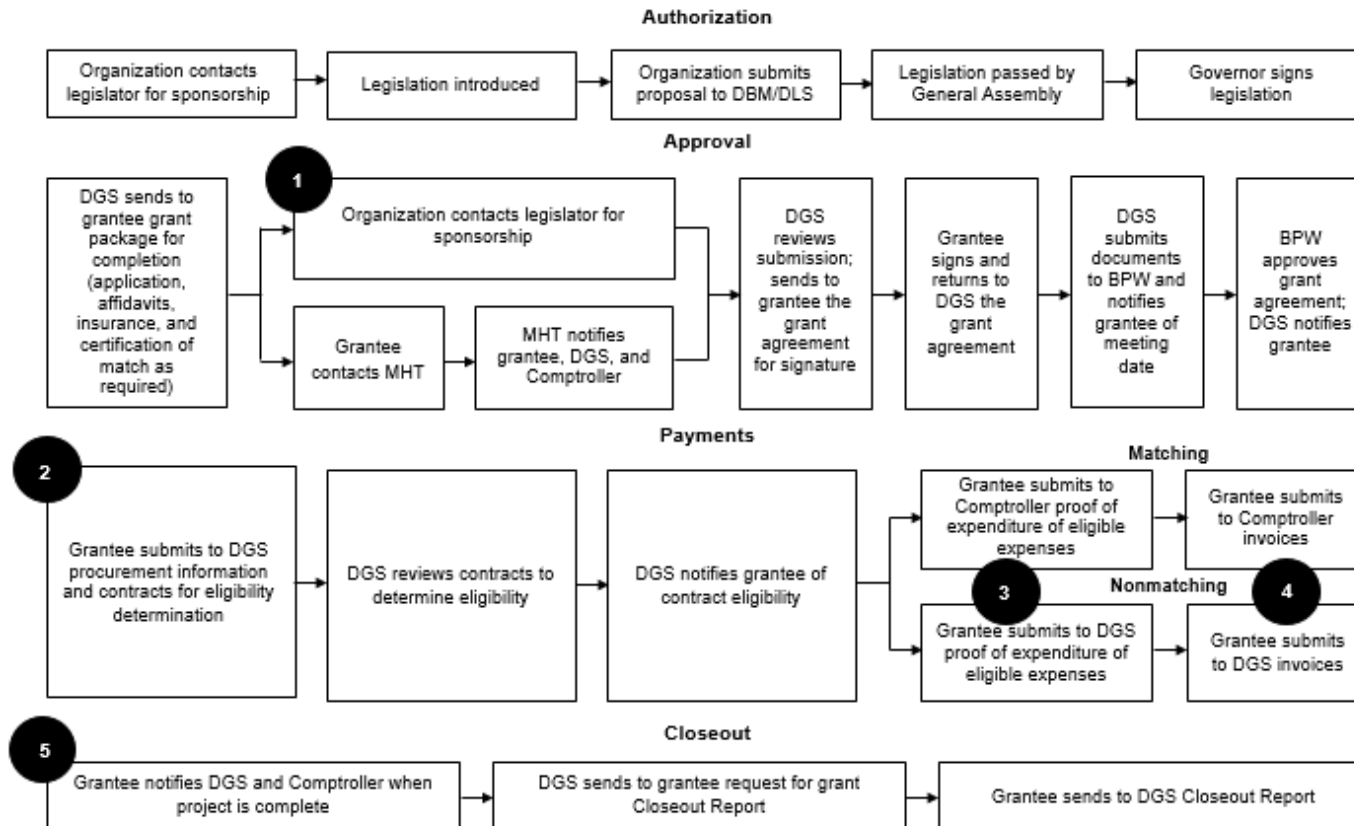 Authorization
Organization contacts
legislator for sponsorship
Legislation introduced
Organization submits
proposal to DBM/DLS
Legislation passed by
General Assembly
Governor signs
legislation
Approval
DGS sends to
grantee grant
package for
completion
(application,
affidavits,
insurance, and
certification of
match as
required)
1
Organization contacts legislator for
sponsorship
Grantee
contacts MHT
MHT notifies
grantee, DGS, and
Comptroller
DGS
reviews
submission;
sends to
grantee the
grant
agreement
for signature
Grantee
signs and
returns to
DGS the
grant
agreement
DGS
submits
documents
to BPW and
notifies
grantee of
meeting
date
BPW
approves
grant
agreement;
DGS notifies
grantee
Payments
2
Grantee submits to DGS
procurement information
and contracts for eligibility
determination
DGS reviews contracts to
determine eligibility
DGS notifies grantee of
contract eligibility
Matching
Grantee submits to
Comptroller proof of
expenditure of eligible
expenses
Grantee submits
to Comptroller
invoices
3
Nonmatching
4
Grantee submits to DGS
proof of expenditure of
eligible expenses
Grantee submits
to DGS invoices
Closeout
5
Grantee notifies DGS and Comptroller when
project is complete
DGS sends to grantee request for grant
Closeout Report
Grantee sends to DGS Closeout Report